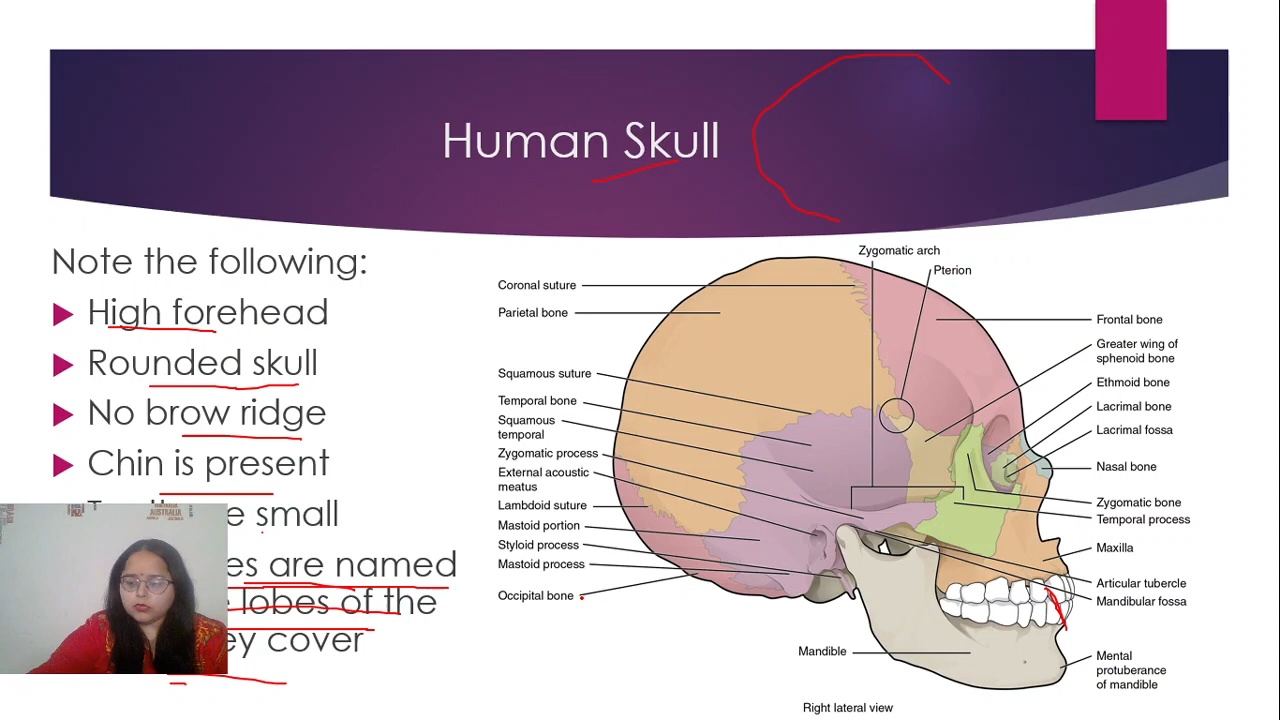 Human Skull
Note the following:
High forehead
Rounded skull
No brow ridge
Chin is present
small
are named
lobes of the
cover
Zygomatic arch
Pterion
Coronal suture
Parietal bone
Squamous suture
Temporal bone
Squamous
temporal
Zygomatic process
External acoustic
meatus
Lambdoid suture
Mastoid portion
Styloid process
Mastoid process
Occipital bone
Frontal bone
Greater wing of
sphenoid bone
Ethmoid bone
Lacrimal bone
Lacrimal fossa
Nasal bone
Zygomatic bone
Temporal process
Maxilla
Articular tubercle
Mandibular fossa
Mandible
Mental
protuberance
of mandible
Right lateral view
AUSTRALIA